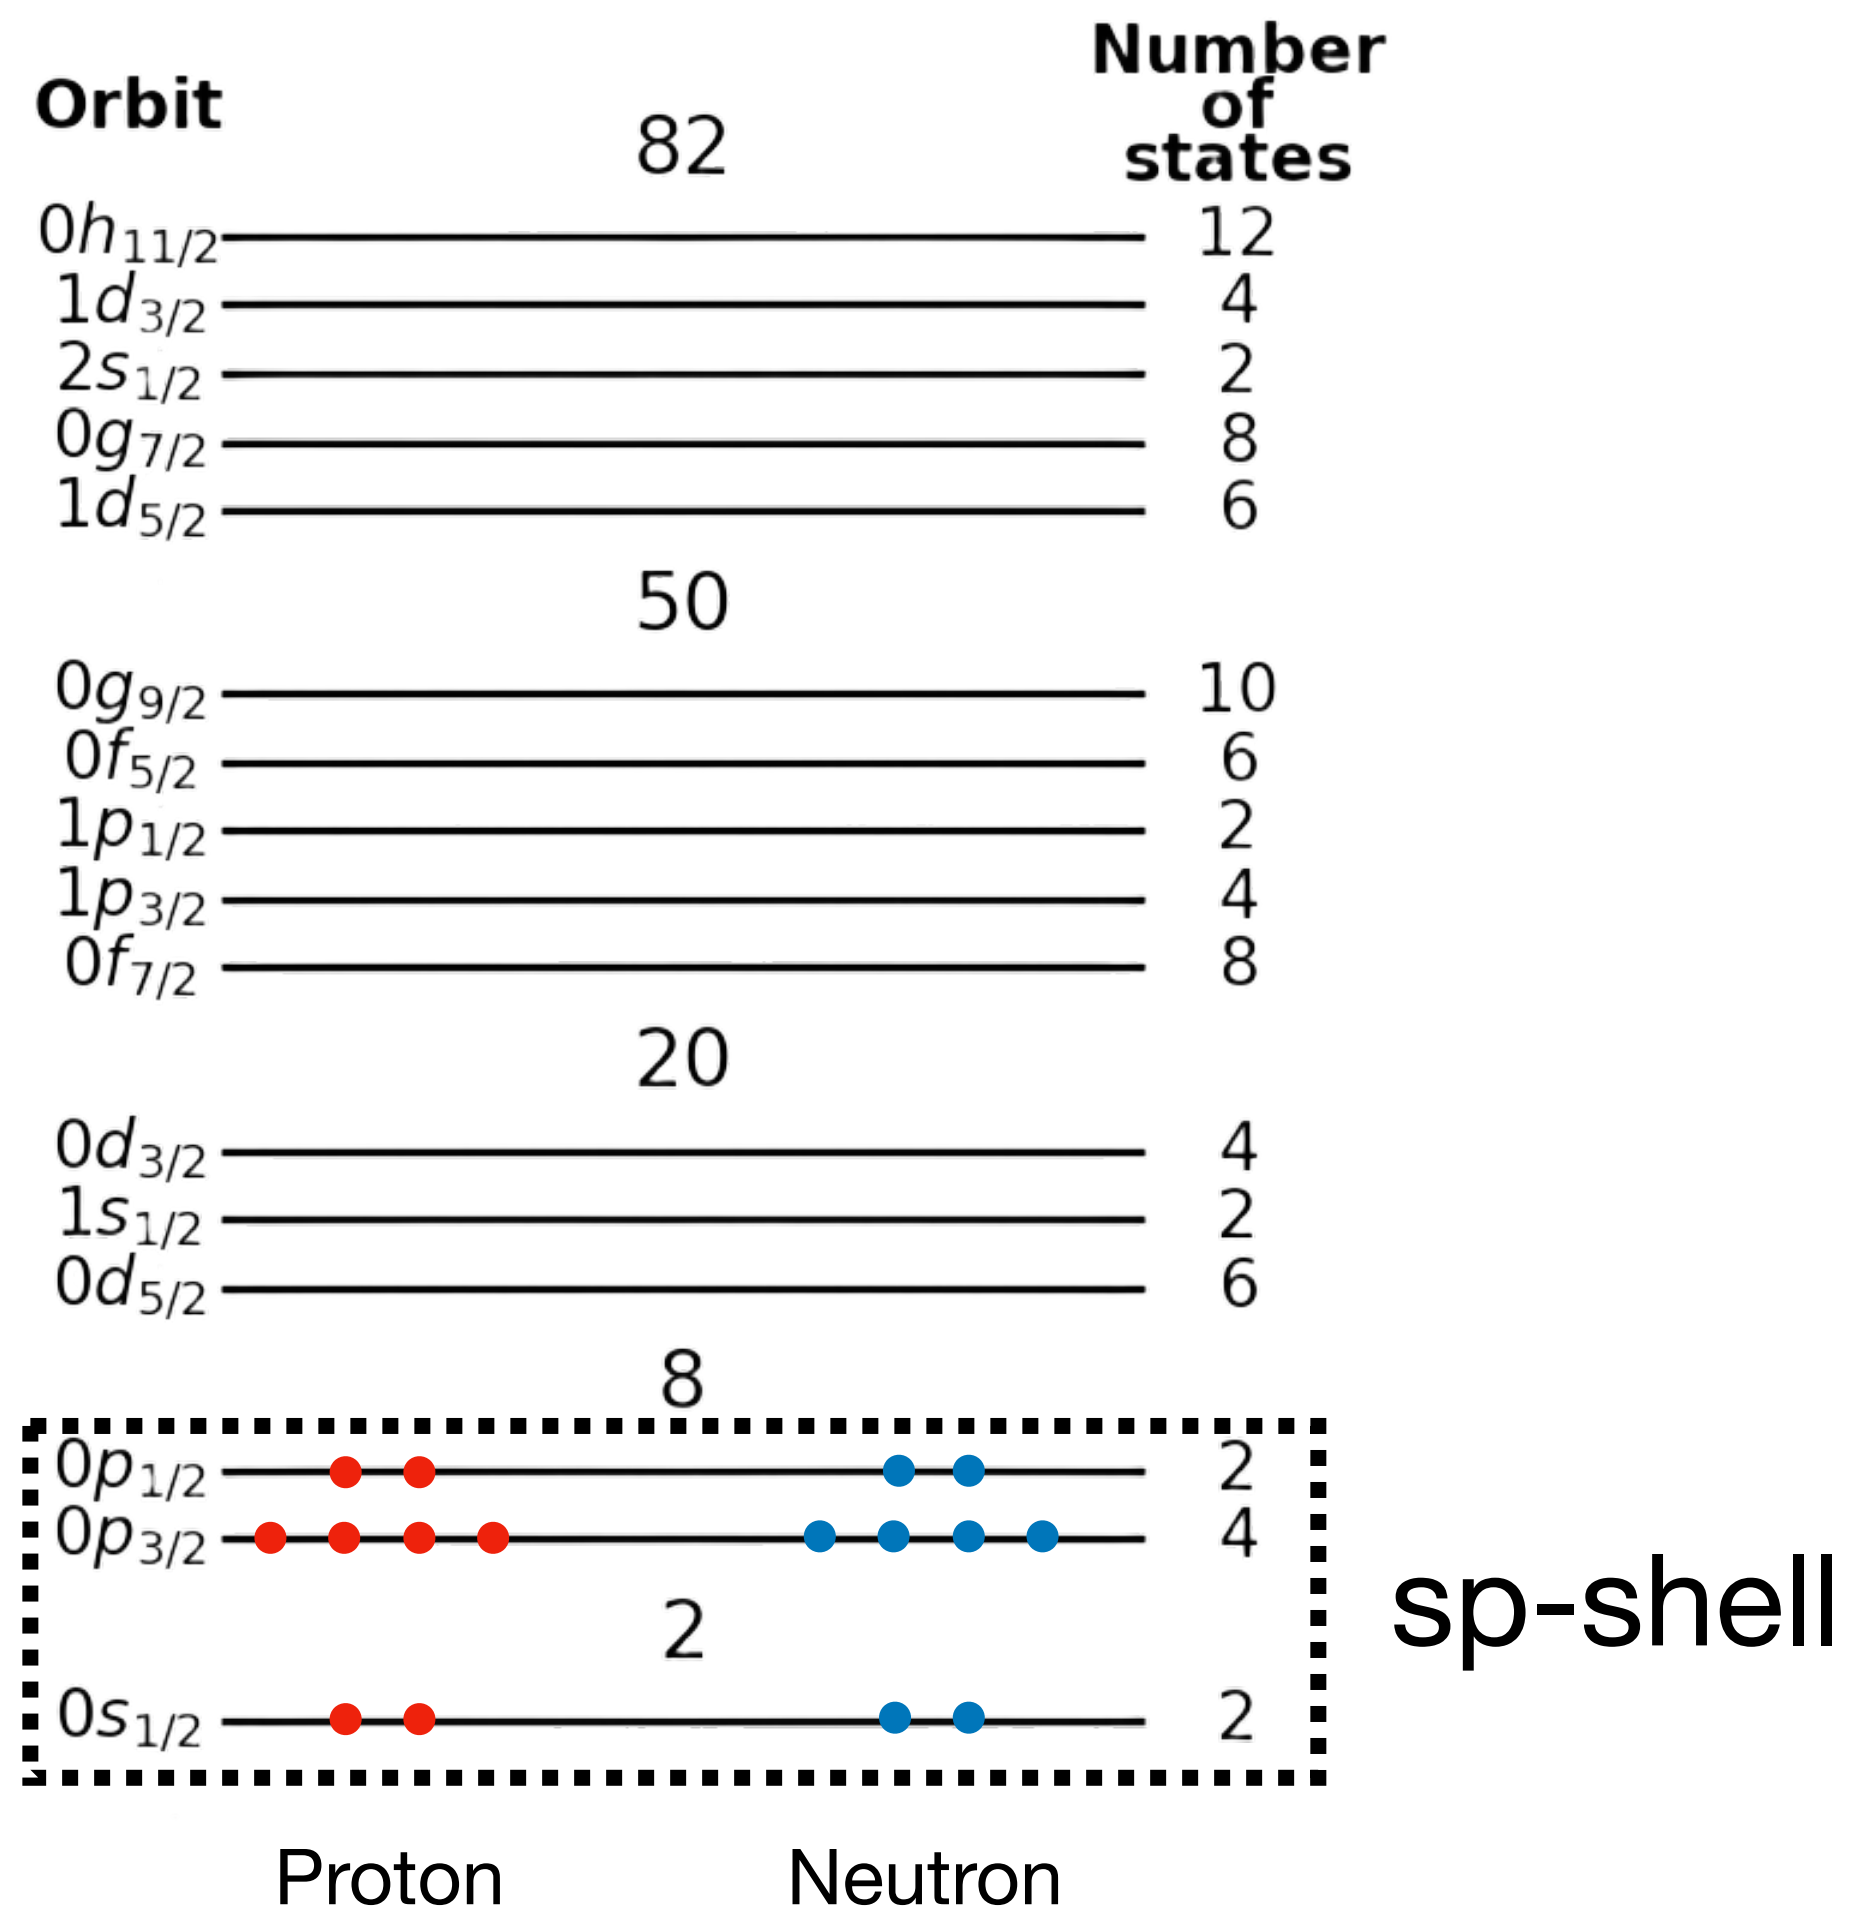 Orbit
Number
of
states
82
0h11/2 12
1d3/2 4
2s1/2 2
0g7/2 8
1d5/2 6
50
0g9/2 10
0f5/2 6
1p1/2 2
1p3/2 4
0f7/2 8
20
0d3/2 4
1s1/2 2
0d5/2 6
8
0p1/2 2
0p3/2 4
2
sp-shell
0s1/2 2
Proton Neutron